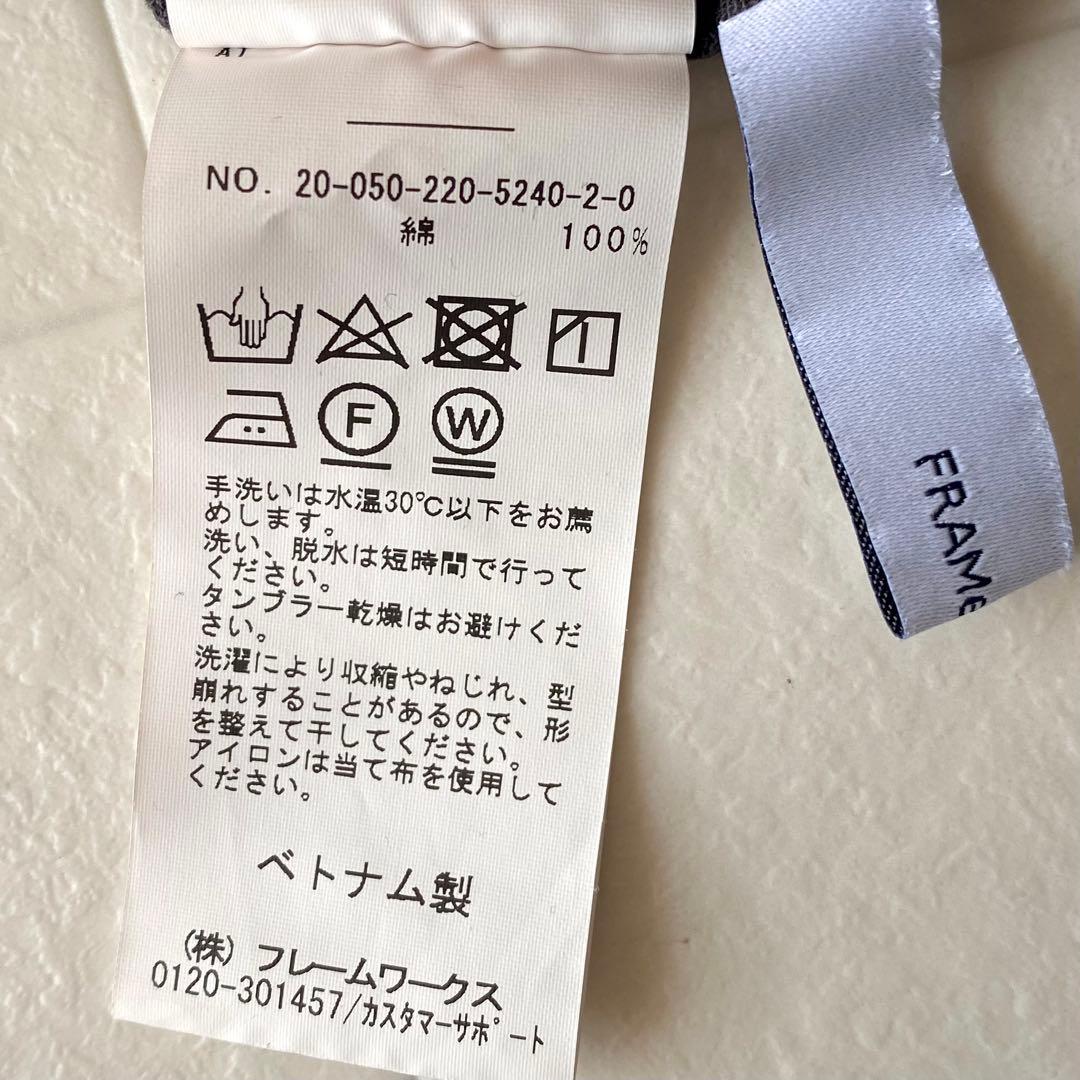 NO. 20-050-220-5240-2-0
綿 100%
F W
手洗いは水温30℃以下をお薦
めします。
洗い、脱水は短時間で行って
ください。
タンブラー乾燥はお避けくだ
さい。
洗濯により収縮やねじれ、型
崩れすることがあるので、形
を整えて干してください。
アイロンは当て布を使用して
ください。
ベトナム製
(株) フレームワークス
0120-301457/カスタマーサポート
FRAMe